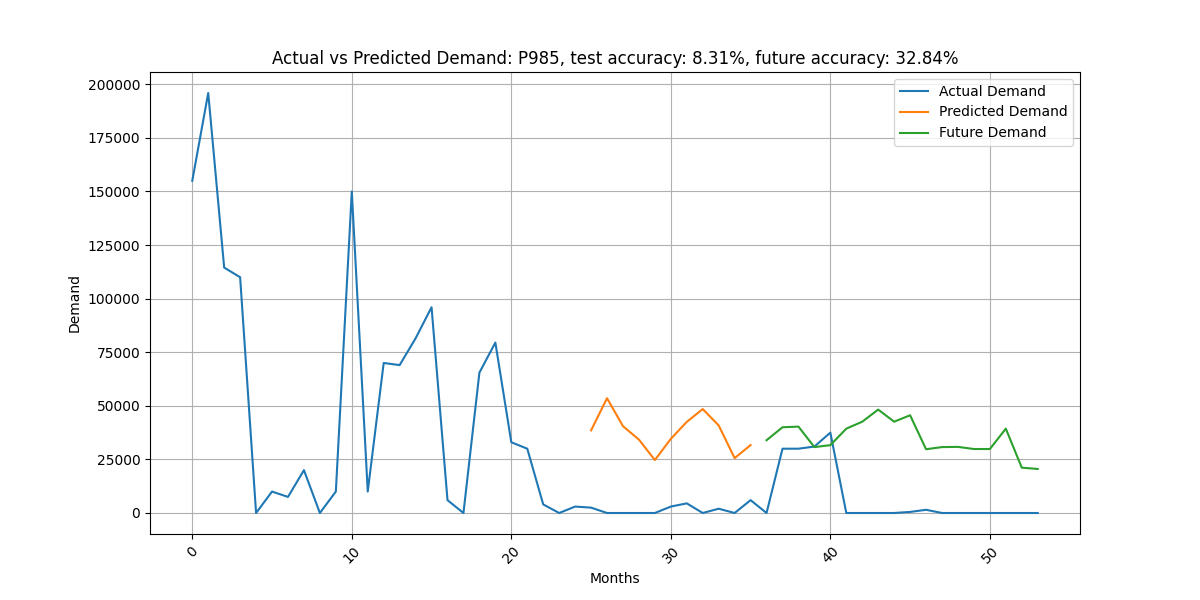 Actual vs Predicted Demand: P985, test accuracy: 8.31%, future accuracy: 32.84%
Actual Demand
Predicted Demand
Future Demand
200000
175000
150000
125000
100000
75000
50000
25000
0
Demand
0
10
20
30
40
50
Months